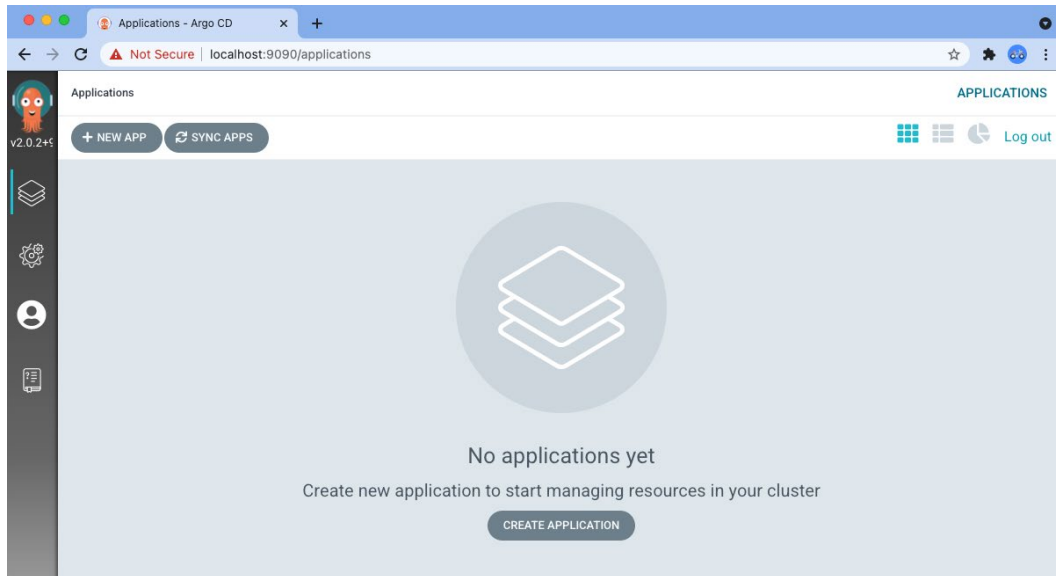 Applications - Argo CD
Not Secure | localhost:9090/applications
Applications
APPLICATIONS
v2.0.2+9
+ NEW APP
SYNC APPS
Log out
No applications yet
Create new application to start managing resources in your cluster
CREATE APPLICATION